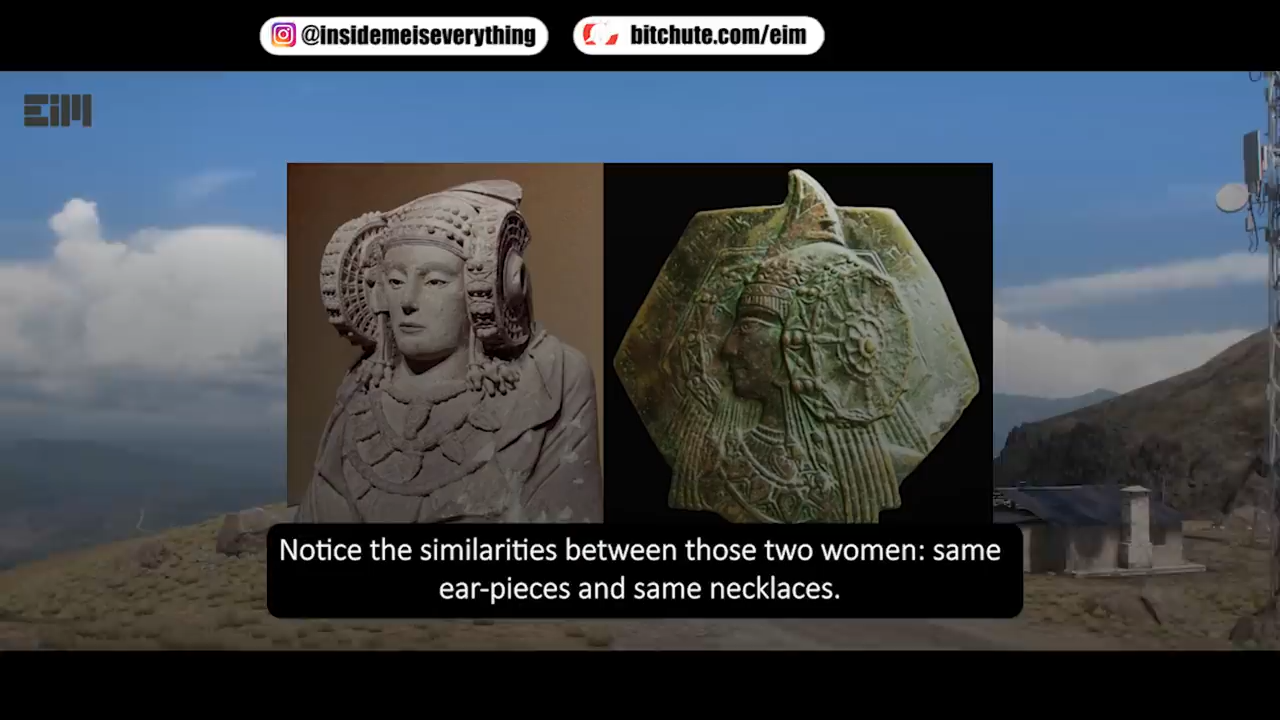 @insidemeiseverything
bitchute.com/eim
EiM
Notice the similarities between those two women: same
ear-pieces and same necklaces.